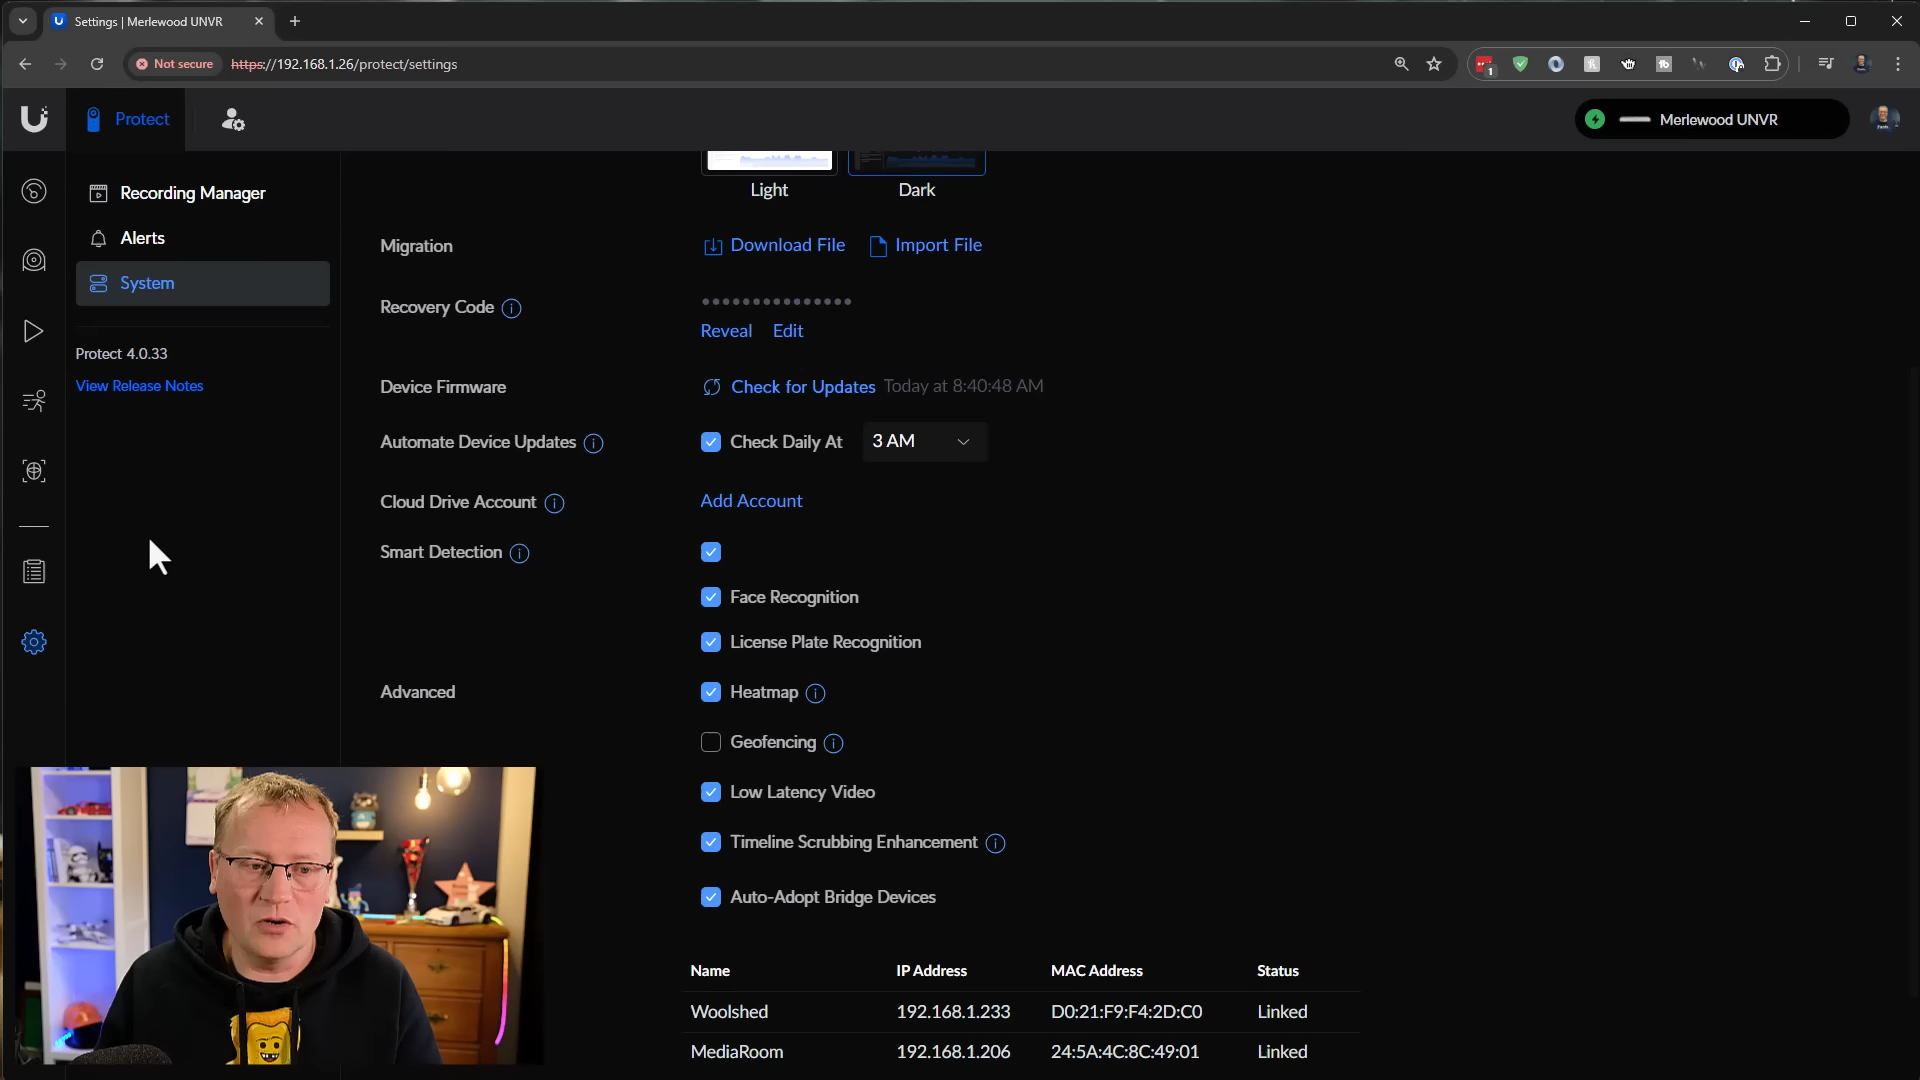 Settings | Merlewood UNVR
Not secure
https://192.168.1.26/protect/settings
1
Protect
Merlewood UNVR
Recording Manager
Alerts
System
Protect 4.0.33
View Release Notes
Light
Dark
Migration
Download File
Import File
Recovery Code
Reveal
Edit
Device Firmware
Check for Updates
Today at 8:40:48 AM
Automate Device Updates
Check Daily At
3 AM
Cloud Drive Account
Add Account
Smart Detection
Face Recognition
License Plate Recognition
Advanced
Heatmap
Geofencing
Low Latency Video
Timeline Scrubbing Enhancement
Auto-Adopt Bridge Devices
Name IP Address MAC Address Status
Woolshed 192.168.1.233 D0:21:F9:F4:2D:C0 Linked
MediaRoom 192.168.1.206 24:5A:4C:8C:49:01 Linked